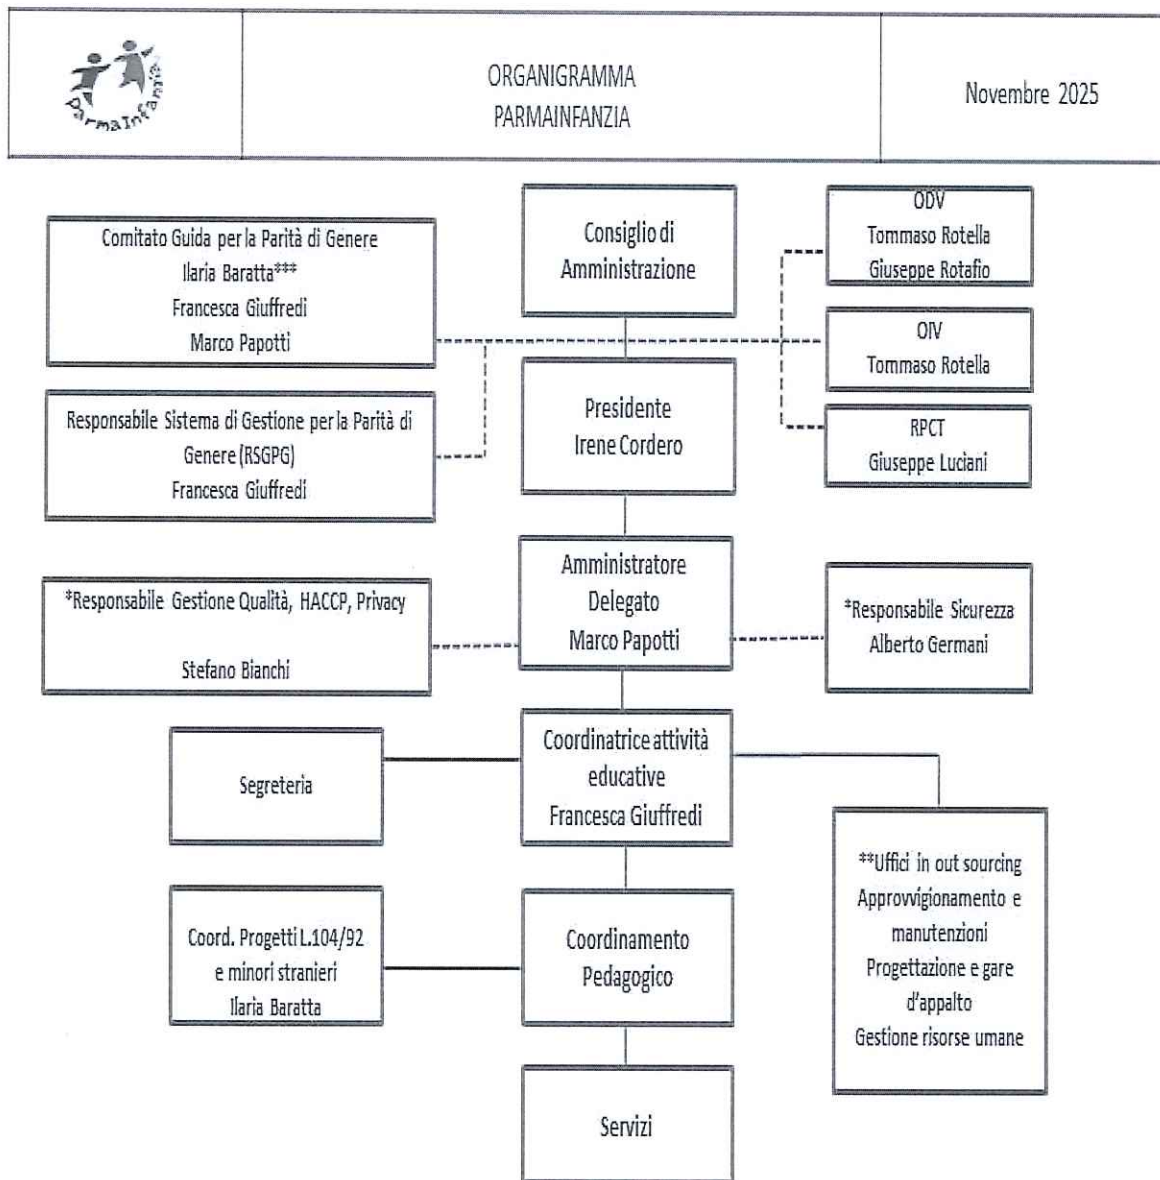 ParmaInfanzia
ORGANIGRAMMA
PARMAINFANZIA
Novembre 2025
Consiglio di
Amministrazione
Comitato Guida per la Parità di Genere
Ilaria Baratta***
Francesca Giuffredi
Marco Papotti
ODV
Tommaso Rotella
Giuseppe Rotafio
OIV
Tommaso Rotella
Presidente
Irene Cordero
Responsabile Sistema di Gestione per la Parità di
Genere (RSGPG)
Francesca Giuffredi
RPCT
Giuseppe Luciani
Amministratore
Delegato
Marco Papotti
*Responsabile Gestione Qualità, HACCP, Privacy
Stefano Bianchi
*Responsabile Sicurezza
Alberto Germani
Coordinatrice attività
educative
Francesca Giuffredi
Segreteria
**Uffici in out sourcing
Approvvigionamento e
manutenzioni
Progettazione e gare
d'appalto
Gestione risorse umane
Coord. Progetti L.104/92
e minori stranieri
Ilaria Baratta
Coordinamento
Pedagogico
Servizi